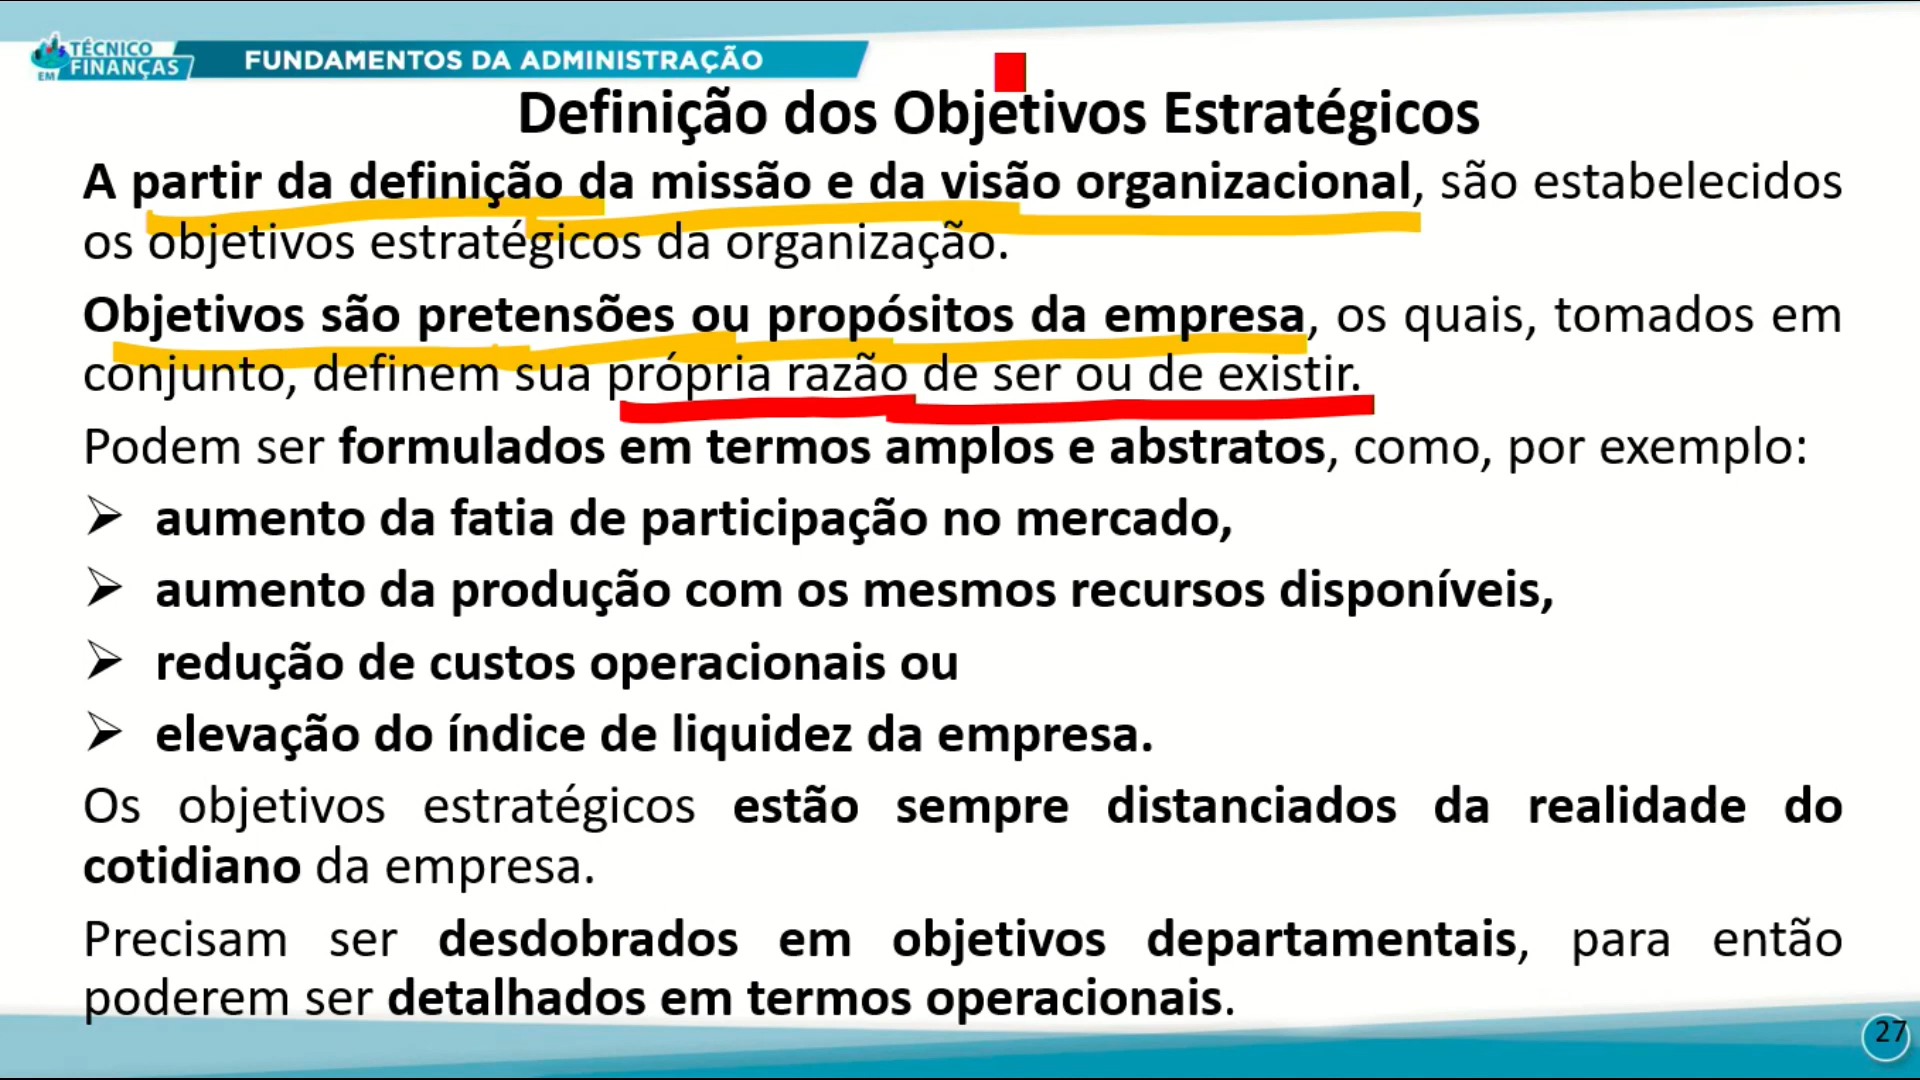 TÉCNICO
EM FINANÇAS
FUNDAMENTOS DA ADMINISTRAÇÃO
Definição dos Objetivos Estratégicos
A partir da definição da missão e da visão organizacional, são estabelecidos
os objetivos estratégicos da organização.
Objetivos são pretensões ou propósitos da empresa, os quais, tomados em
conjunto, definem sua própria razão de ser ou de existir.
Podem ser formulados em termos amplos e abstratos, como, por exemplo:
➢ aumento da fatia de participação no mercado,
➢ aumento da produção com os mesmos recursos disponíveis,
➢ redução de custos operacionais ou
➢ elevação do índice de liquidez da empresa.
Os objetivos estratégicos estão sempre distanciados da realidade do
cotidiano da empresa.
Precisam ser desdobrados em objetivos departamentais, para então
poderem ser detalhados em termos operacionais.
27